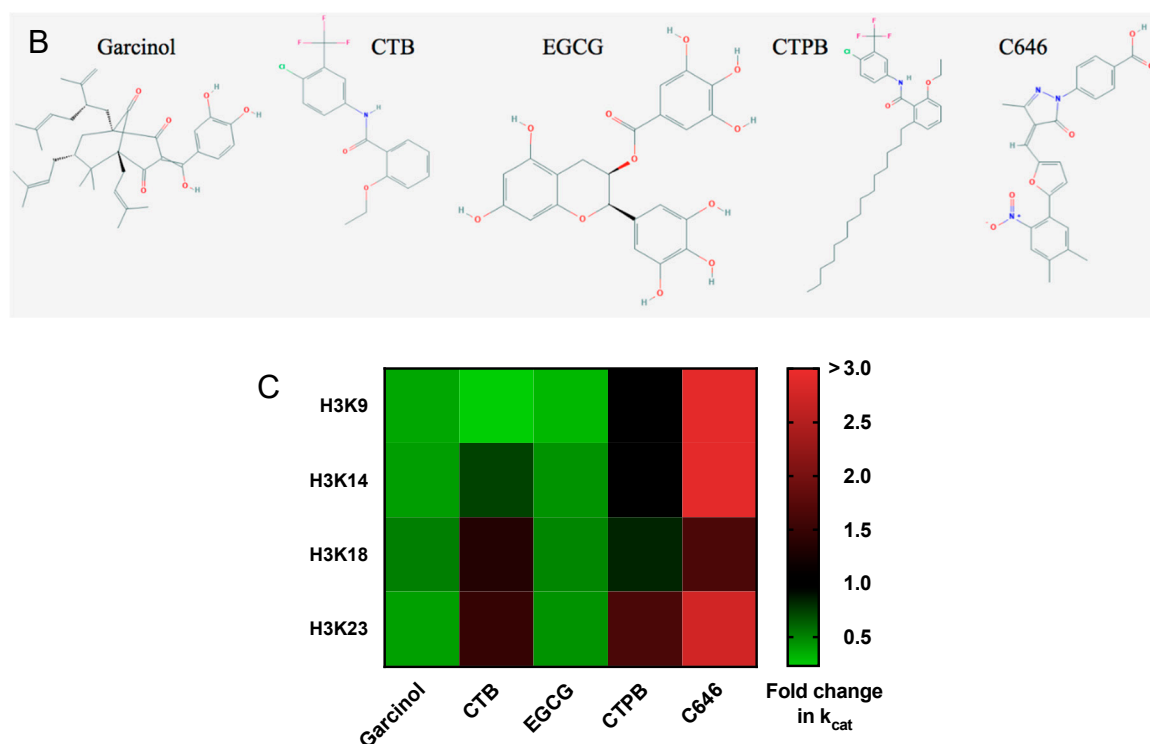 B
Garcinol
CTB
EGCG
CTPB
C646
C
H3K9
H3K14
H3K18
H3K23
Garcinol
CTB
EGCG
CTPB
C646
> 3.0
2.5
2.0
1.5
1.0
0.5
Fold change
in kcat